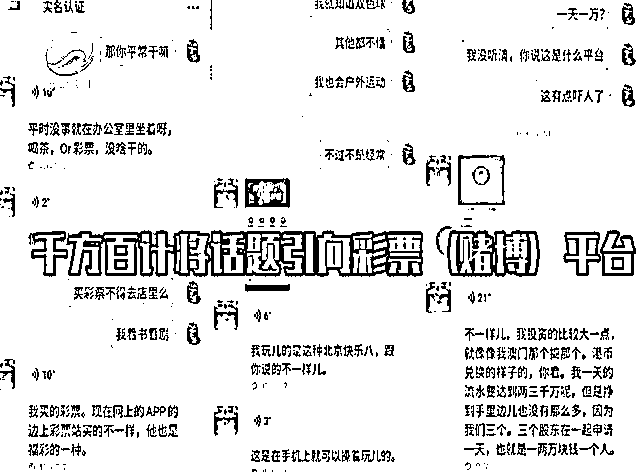 实名认证
那你平常干嘛
10"
平时没事就在办公室里坐着呀,
喝茶,Or彩票,没啥干的。
2"
买彩票不得去店里么
我看书看剧
10"
我买的彩票。现在网上的APP的
边上彩票站买的不一样,他也是
福彩的一种。
我只知道双色球
其他都不懂
我也会户外运动
不过不是经常
千方百计将话题引向彩票(赌博)平台
6"
我玩儿的是这种北京快乐八,跟
你说的不一样儿。
3"
这是在手机上就可以操着玩儿的。
一天一万?
我没听清,你说这是什么平台
这有点吓人了
21"
不一样儿,我投资的比较大一点,
就像像我澳门那个掟那个。港币
兑换的样子的,你看。我一天的
流水要达到两三千万呢,但是挣
到手里边儿也没有那么多,因为
我们三个。三个股东在一起申请
一天,也就是一两万块钱一个人。